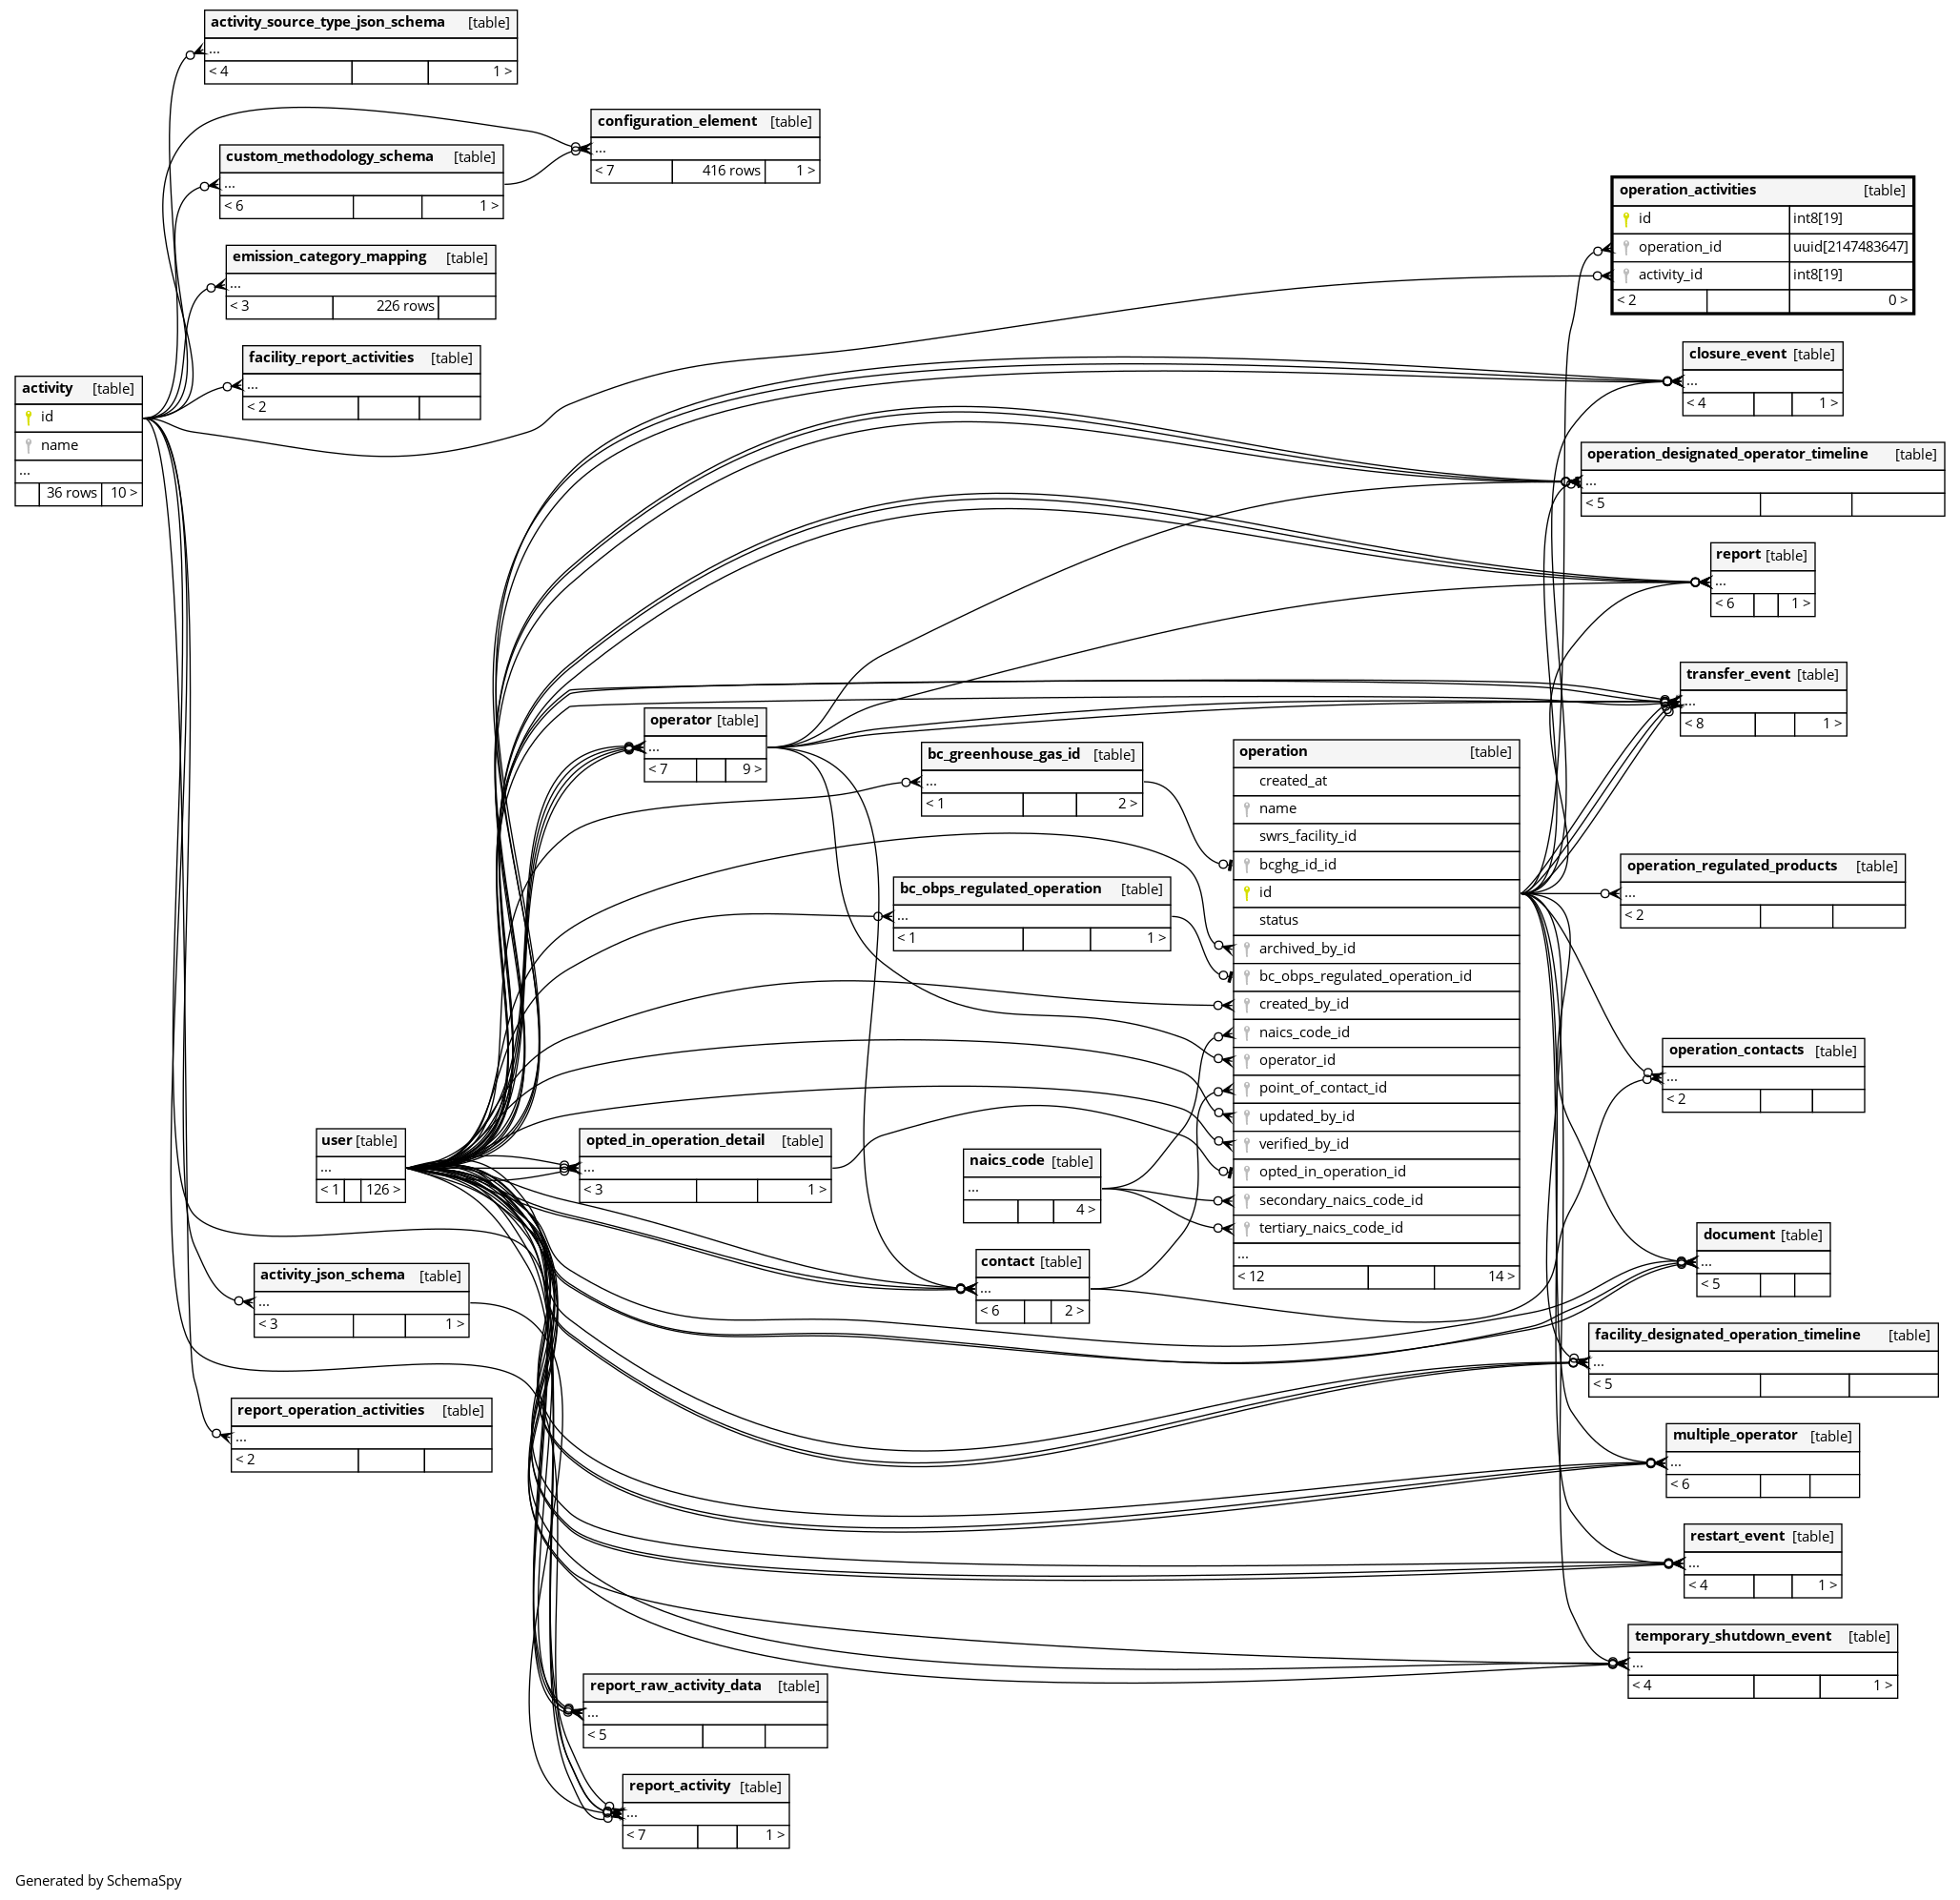 activity_source_type_json_schema [table]
...
< 4 1 >
configuration_element [table]
...
< 7 416 rows 1 >
custom_methodology_schema [table]
...
< 6 1 >
operation_activities [table]
id int8[19]
operation_id uuid[2147483647]
activity_id int8[19]
< 2 0 >
emission_category_mapping [table]
...
< 3 226 rows
facility_report_activities [table]
...
< 2
closure_event [table]
...
< 4 1 >
activity [table]
id
name
...
36 rows 10 >
operation_designated_operator_timeline [table]
...
< 5
report [table]
...
< 6 1 >
transfer_event [table]
...
< 8 1 >
operator [table]
...
< 7 9 >
bc_greenhouse_gas_id [table]
...
< 1 2 >
operation [table]
created_at
name
swrs_facility_id
bcghg_id_id
id
status
archived_by_id
bc_obps_regulated_operation_id
created_by_id
naics_code_id
operator_id
point_of_contact_id
updated_by_id
verified_by_id
opted_in_operation_id
secondary_naics_code_id
tertiary_naics_code_id
...
< 12 14 >
bc_obps_regulated_operation [table]
...
< 1 1 >
operation_regulated_products [table]
...
< 2
operation_contacts [table]
...
< 2
user [table]
...
< 1 126 >
opted_in_operation_detail [table]
...
< 3 1 >
naics_code [table]
...
4 >
contact [table]
...
< 6 2 >
document [table]
...
< 5
activity_json_schema [table]
...
< 3 1 >
facility_designated_operation_timeline [table]
...
< 5
report_operation_activities [table]
...
< 2
multiple_operator [table]
...
< 6
restart_event [table]
...
< 4 1 >
temporary_shutdown_event [table]
...
< 4 1 >
report_raw_activity_data [table]
...
< 5
report_activity [table]
...
< 7 1 >
Generated by SchemaSpy